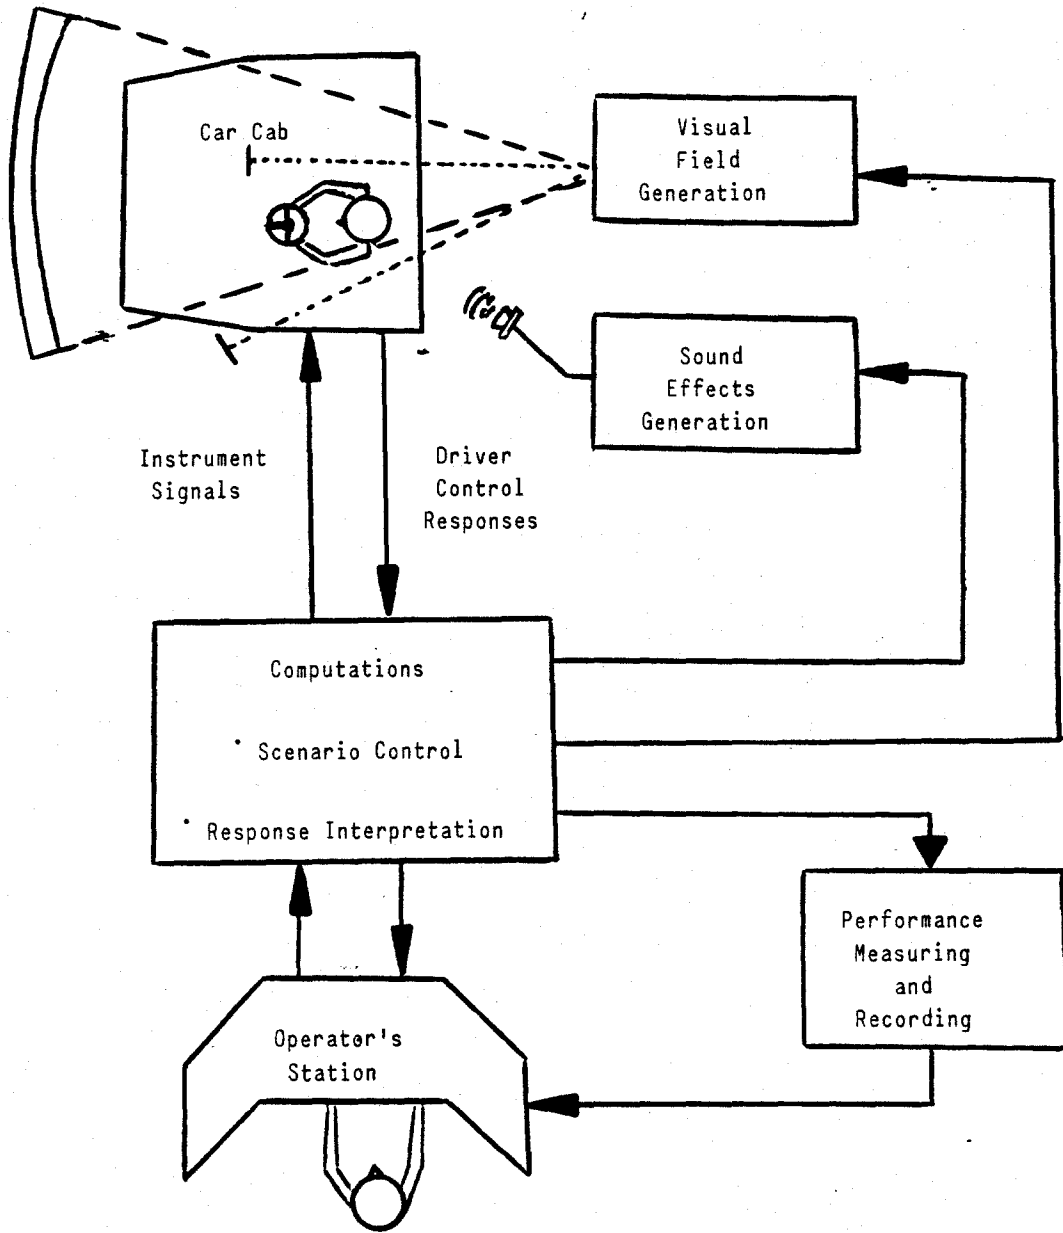 Car Cab
Visual
Field
Generation
Sound
Effects
Generation
Instrument
Signals
Driver
Control
Responses
Computations
· Scenario Control
· Response Interpretation
Performance
Measuring
and
Recording
Operator's
Station